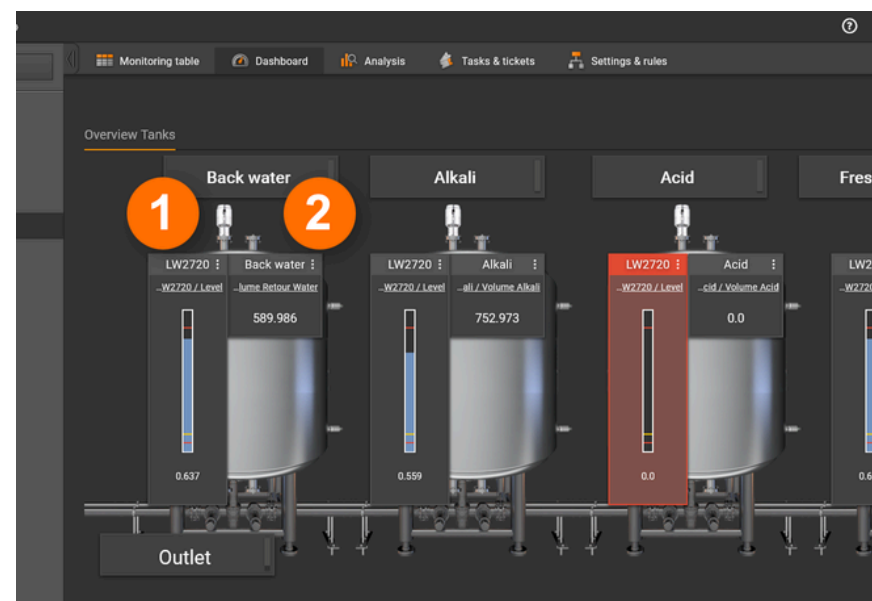 Monitoring table
Dashboard
Analysis
Tasks & tickets
Settings & rules
Overview Tanks
Back water
Alkali
Acid
Fres
1
2
LW2720
Back water
LW2720
Alkali
LW2720
Acid
LW2
...W2720 / Level
...lume Retour Water
...W2720 / Level
...ali / Volume Alkali
...W2720 / Level
...cid / Volume Acid
...W2720
589.986
752.973
0.0
0.637
0.559
0.0
0.6
Outlet